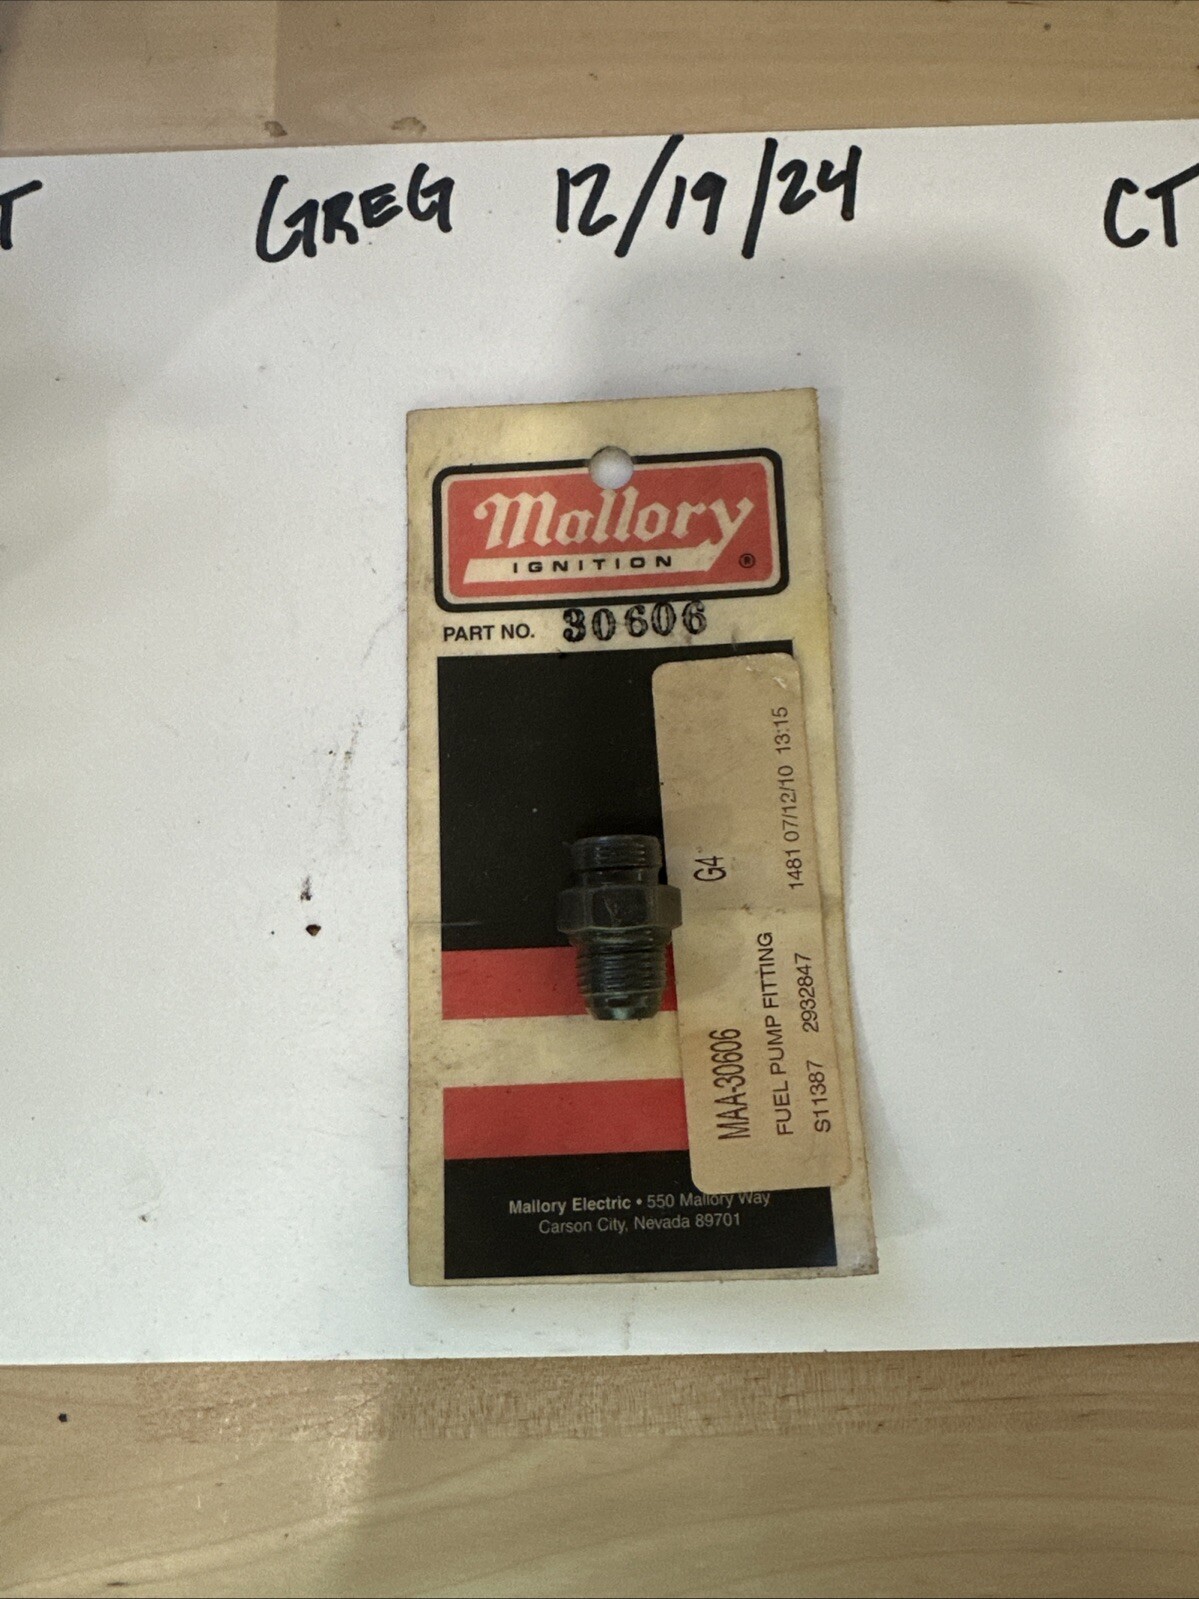 T GREG 12/19/24 CT
Mallory
IGNITION ®
PART NO. 30606
G4
1481 07/12/10 13:15
MAA-30606
FUEL PUMP FITTING
S11387 2932847
Mallory Electric • 550 Mallory Way
Carson City, Nevada 89701